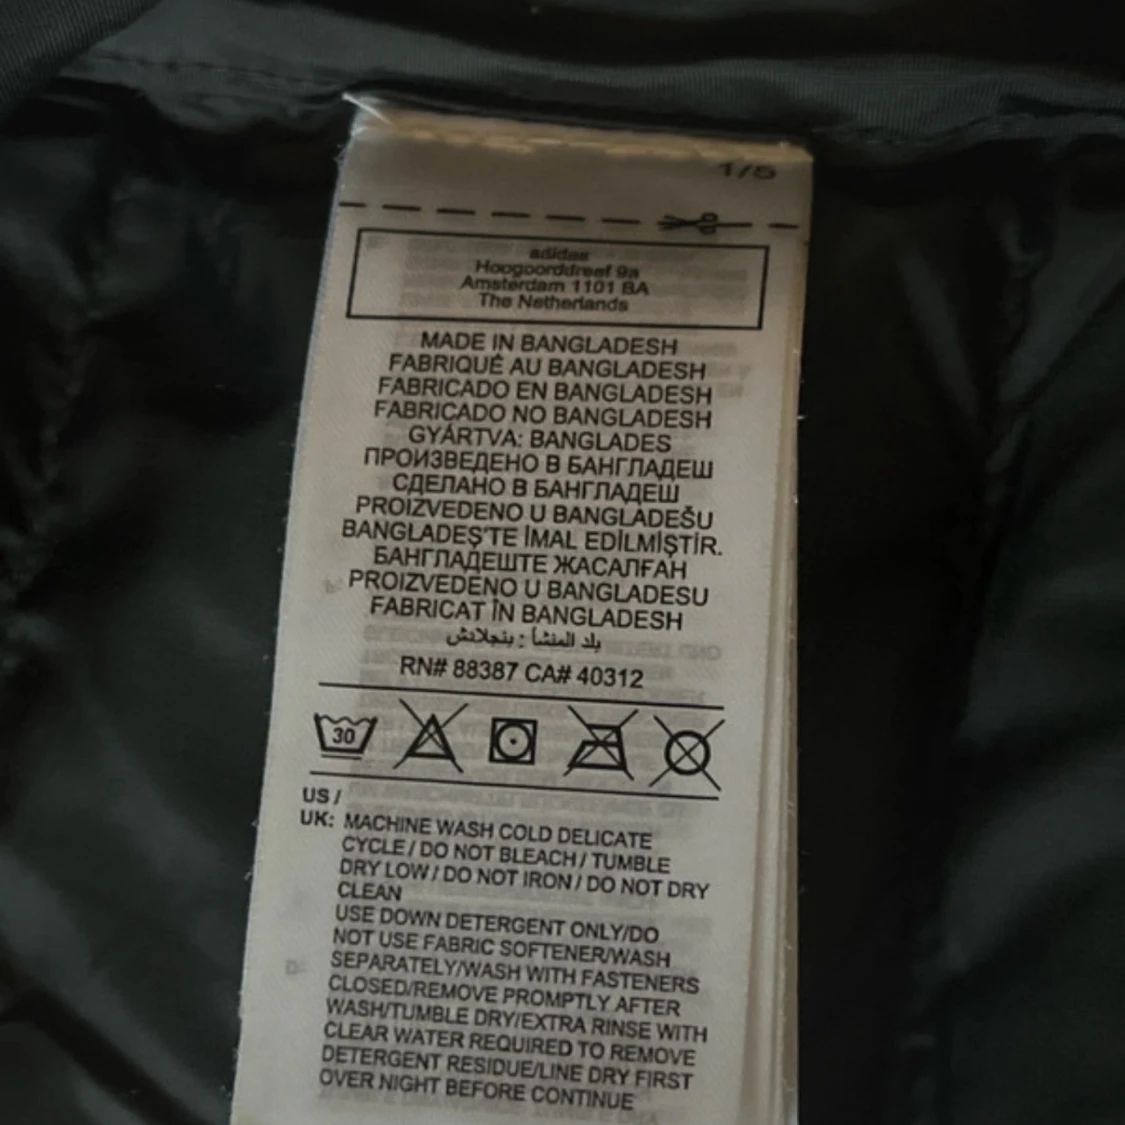 1/5
adidas
Hoogoorddreef 9a
Amsterdam 1101 BA
The Netherlands
MADE IN BANGLADESH
FABRIQUÉ AU BANGLADESH
FABRICADO EN BANGLADESH
FABRICADO NO BANGLADESH
GYÁRTVA: BANGLADES
ПРОИЗВЕДЕНО В БАНГЛАДЕШ
СДЕЛАНО В БАНГЛАДЕШ
PROIZVEDENO U BANGLADEŠU
BANGLADEŞ'TE İMAL EDİLMİŞTİR.
БАНГЛАДЕШТЕ ЖАСАЛҒАН
PROIZVEDENO U BANGLADESU
FABRICAT ÎN BANGLADESH
بلد المنشأ : بنجلادش
RN# 88387 CA# 40312
30
US /
UK: MACHINE WASH COLD DELICATE
CYCLE / DO NOT BLEACH / TUMBLE
DRY LOW / DO NOT IRON / DO NOT DRY
CLEAN
USE DOWN DETERGENT ONLY/DO
NOT USE FABRIC SOFTENER/WASH
SEPARATELY/WASH WITH FASTENERS
CLOSED/REMOVE PROMPTLY AFTER
WASH/TUMBLE DRY/EXTRA RINSE WITH
CLEAR WATER REQUIRED TO REMOVE
DETERGENT RESIDUE/LINE DRY FIRST
OVER NIGHT BEFORE CONTINUE